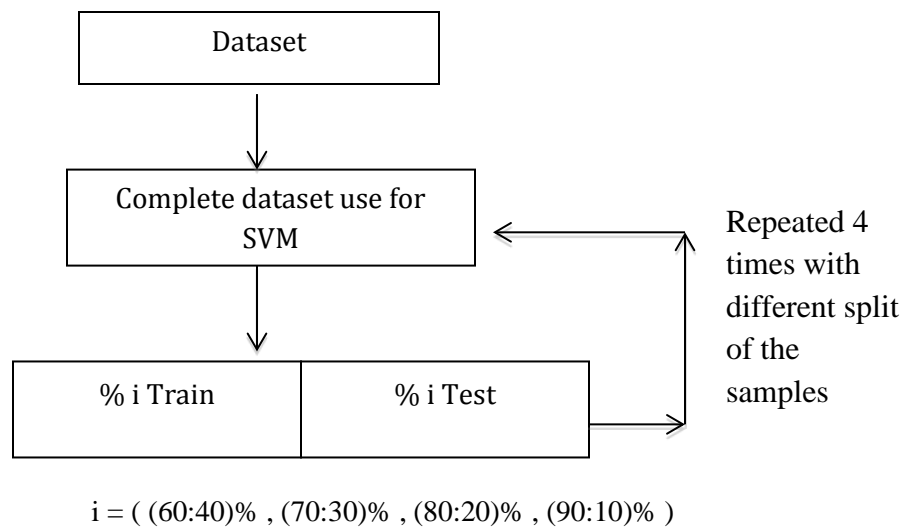 Dataset
Complete dataset use for
SVM
Repeated 4
times with
different split
of the
samples
% i Train
% i Test
i = ( (60:40)% , (70:30)% , (80:20)% , (90:10)% )